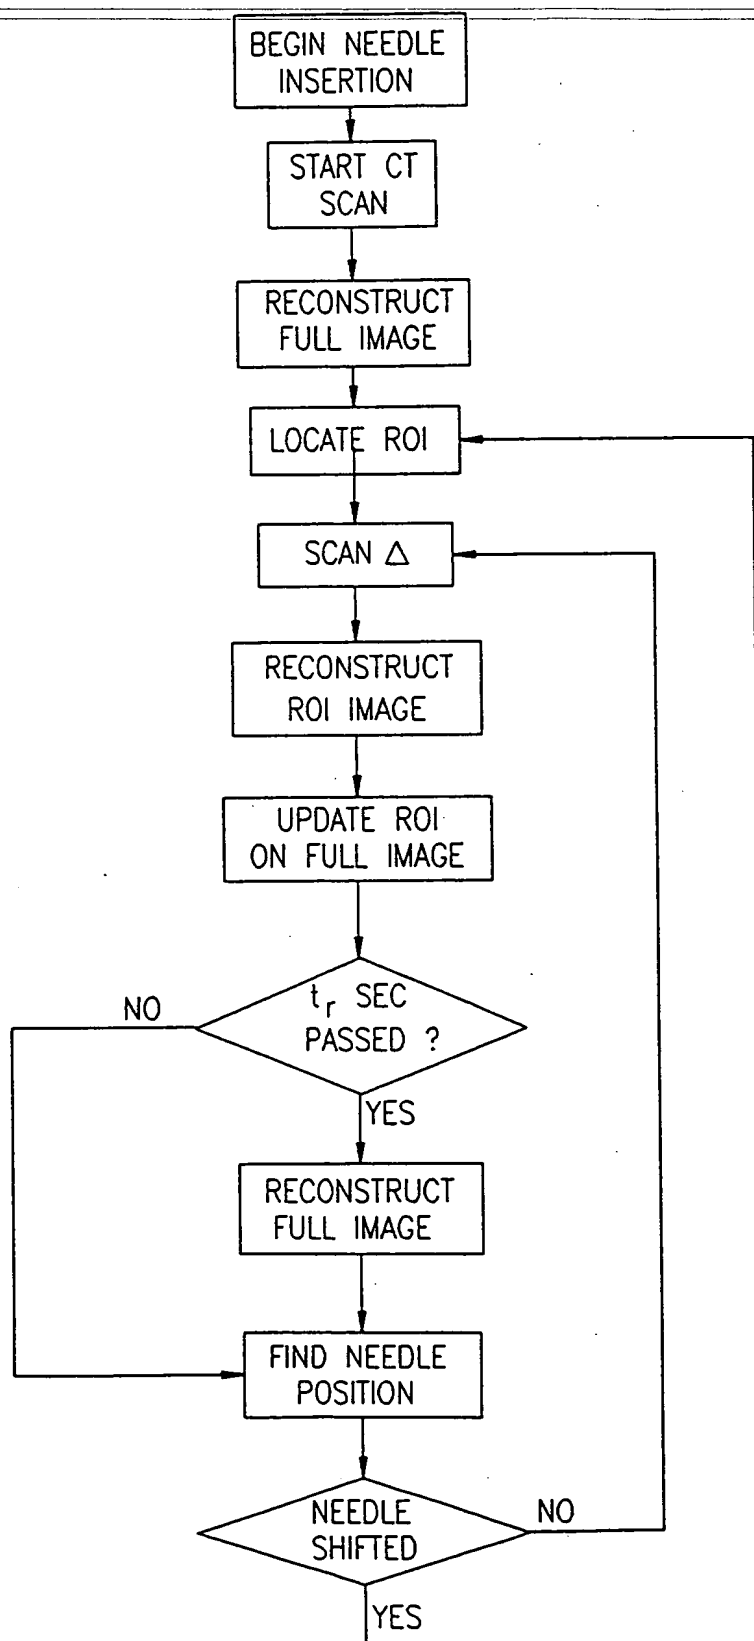 BEGIN NEEDLE
INSERTION
START CT
SCAN
RECONSTRUCT
FULL IMAGE
LOCATE ROI
SCAN △
RECONSTRUCT
ROI IMAGE
UPDATE ROI
ON FULL IMAGE
NO
tr SEC
PASSED ?
YES
RECONSTRUCT
FULL IMAGE
FIND NEEDLE
POSITION
NEEDLE
SHIFTED
NO
YES